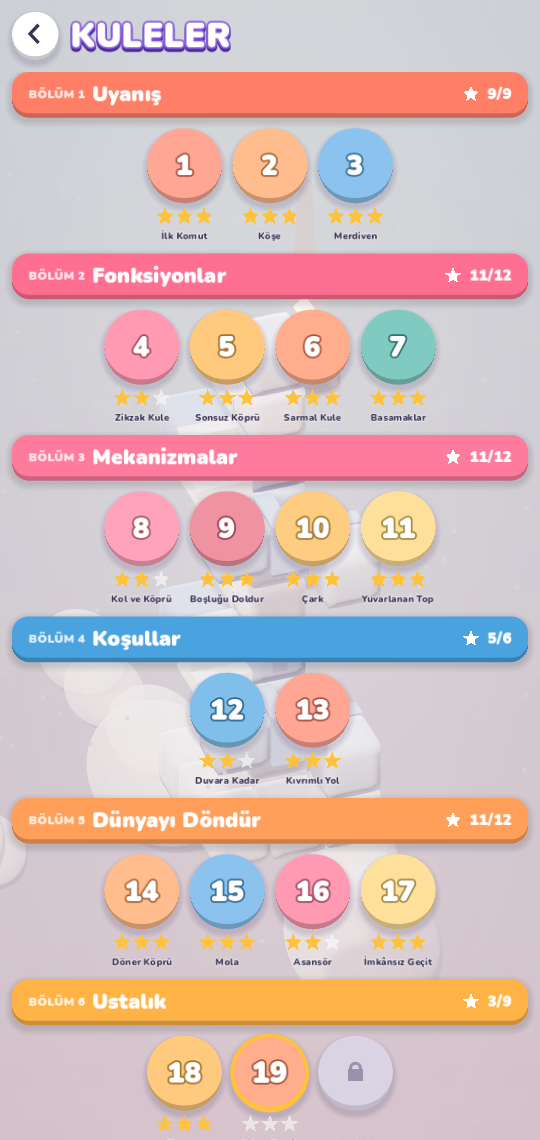 KULELER
BÖLÜM 1 Uyanış 9/9
1 2 3
İlk Komut Köşe Merdiven
BÖLÜM 2 Fonksiyonlar 11/12
4 5 6 7
Zikzak Kule Sonsuz Köprü Sarmal Kule Basamaklar
BÖLÜM 3 Mekanizmalar 11/12
8 9 10 11
Kol ve Köprü Boşluğu Doldur Çark Yuvarlanan Top
BÖLÜM 4 Koşullar 5/6
12 13
Duvara Kadar Kıvrımlı Yol
BÖLÜM 5 Dünyayı Döndür 11/12
14 15 16 17
Döner Köprü Mola Asansör İmkânsız Geçit
BÖLÜM 6 Ustalık 3/9
18 19